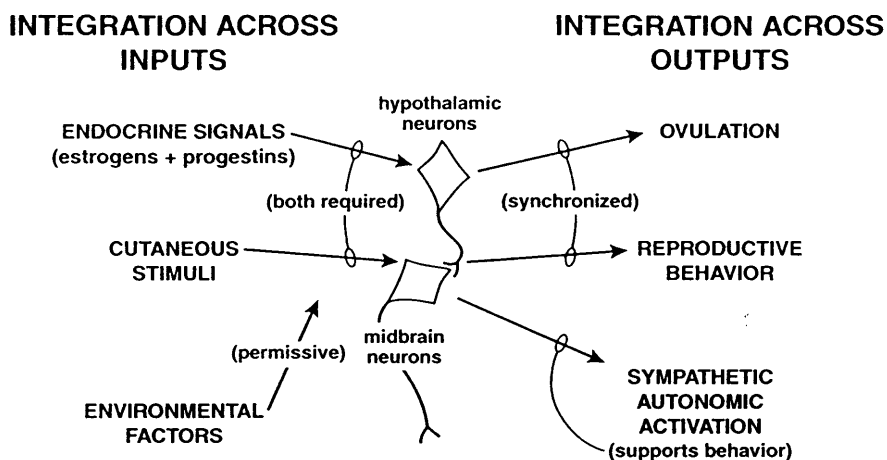 INTEGRATION ACROSS
INPUTS
INTEGRATION ACROSS
OUTPUTS
hypothalamic
neurons
ENDOCRINE SIGNALS
(estrogens + progestins)
OVULATION
(both required)
(synchronized)
CUTANEOUS
STIMULI
REPRODUCTIVE
BEHAVIOR
midbrain
neurons
(permissive)
ENVIRONMENTAL
FACTORS
SYMPATHETIC
AUTONOMIC
ACTIVATION
(supports behavior)